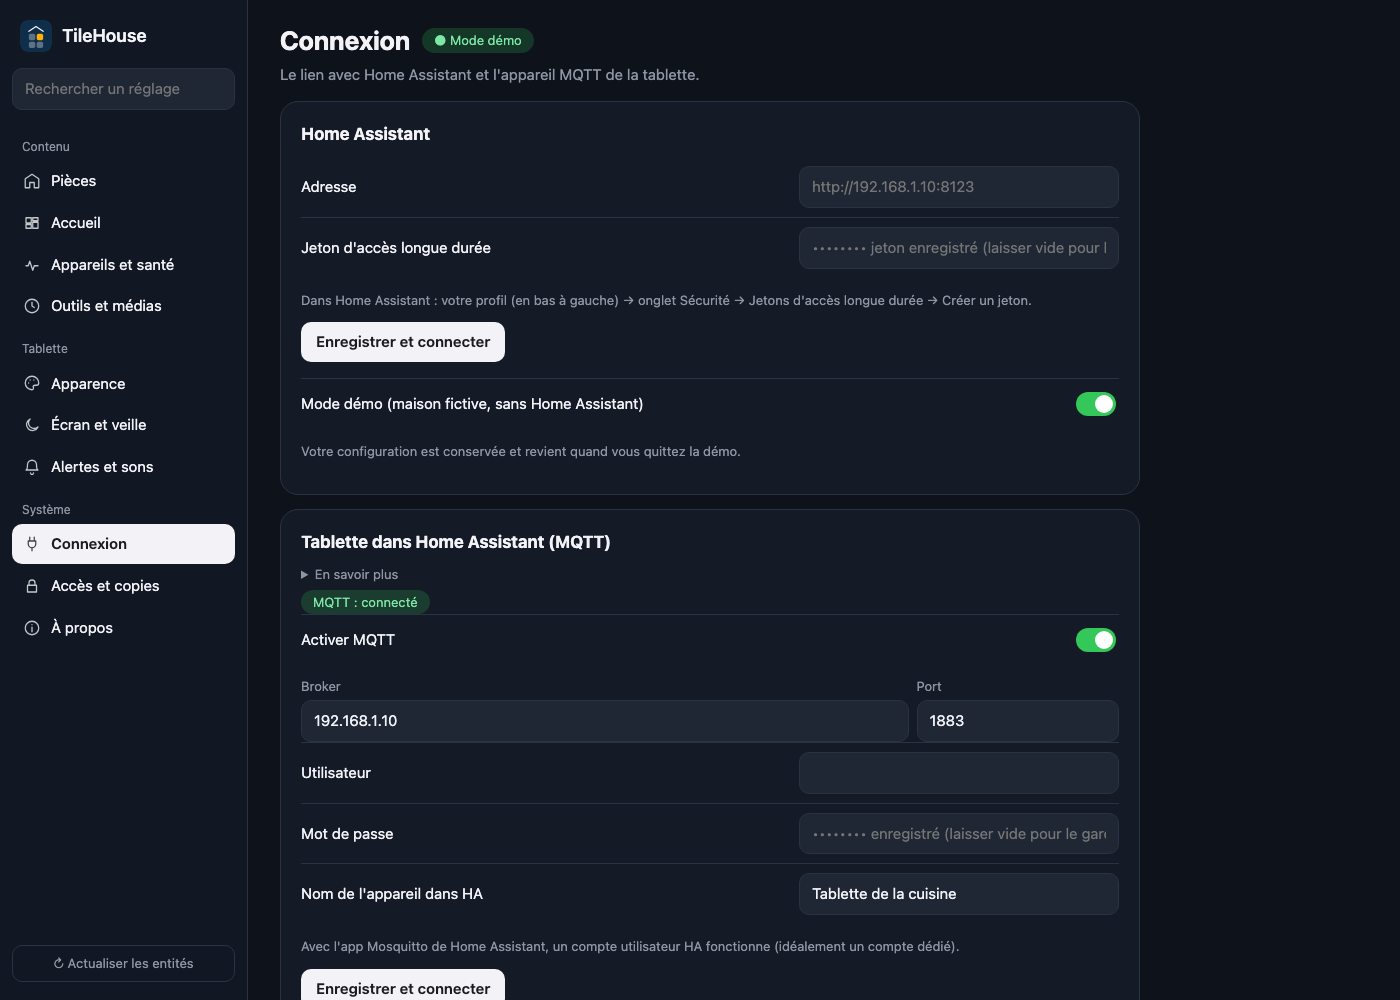 TileHouse
Rechercher un réglage
Contenu
Pièces
Accueil
Appareils et santé
Outils et médias
Tablette
Apparence
Écran et veille
Alertes et sons
Système
Connexion
Accès et copies
À propos
↻ Actualiser les entités
Connexion
Mode démo
Le lien avec Home Assistant et l'appareil MQTT de la tablette.
Home Assistant
Adresse
http://192.168.1.10:8123
Jeton d'accès longue durée
•••••••• jeton enregistré (laisser vide pour l
Dans Home Assistant : votre profil (en bas à gauche) → onglet Sécurité → Jetons d'accès longue durée → Créer un jeton.
Enregistrer et connecter
Mode démo (maison fictive, sans Home Assistant)
Votre configuration est conservée et revient quand vous quittez la démo.
Tablette dans Home Assistant (MQTT)
En savoir plus
MQTT : connecté
Activer MQTT
Broker
Port
192.168.1.10
1883
Utilisateur
Mot de passe
•••••••• enregistré (laisser vide pour le gar
Nom de l'appareil dans HA
Tablette de la cuisine
Avec l'app Mosquitto de Home Assistant, un compte utilisateur HA fonctionne (idéalement un compte dédié).
Enregistrer et connecter